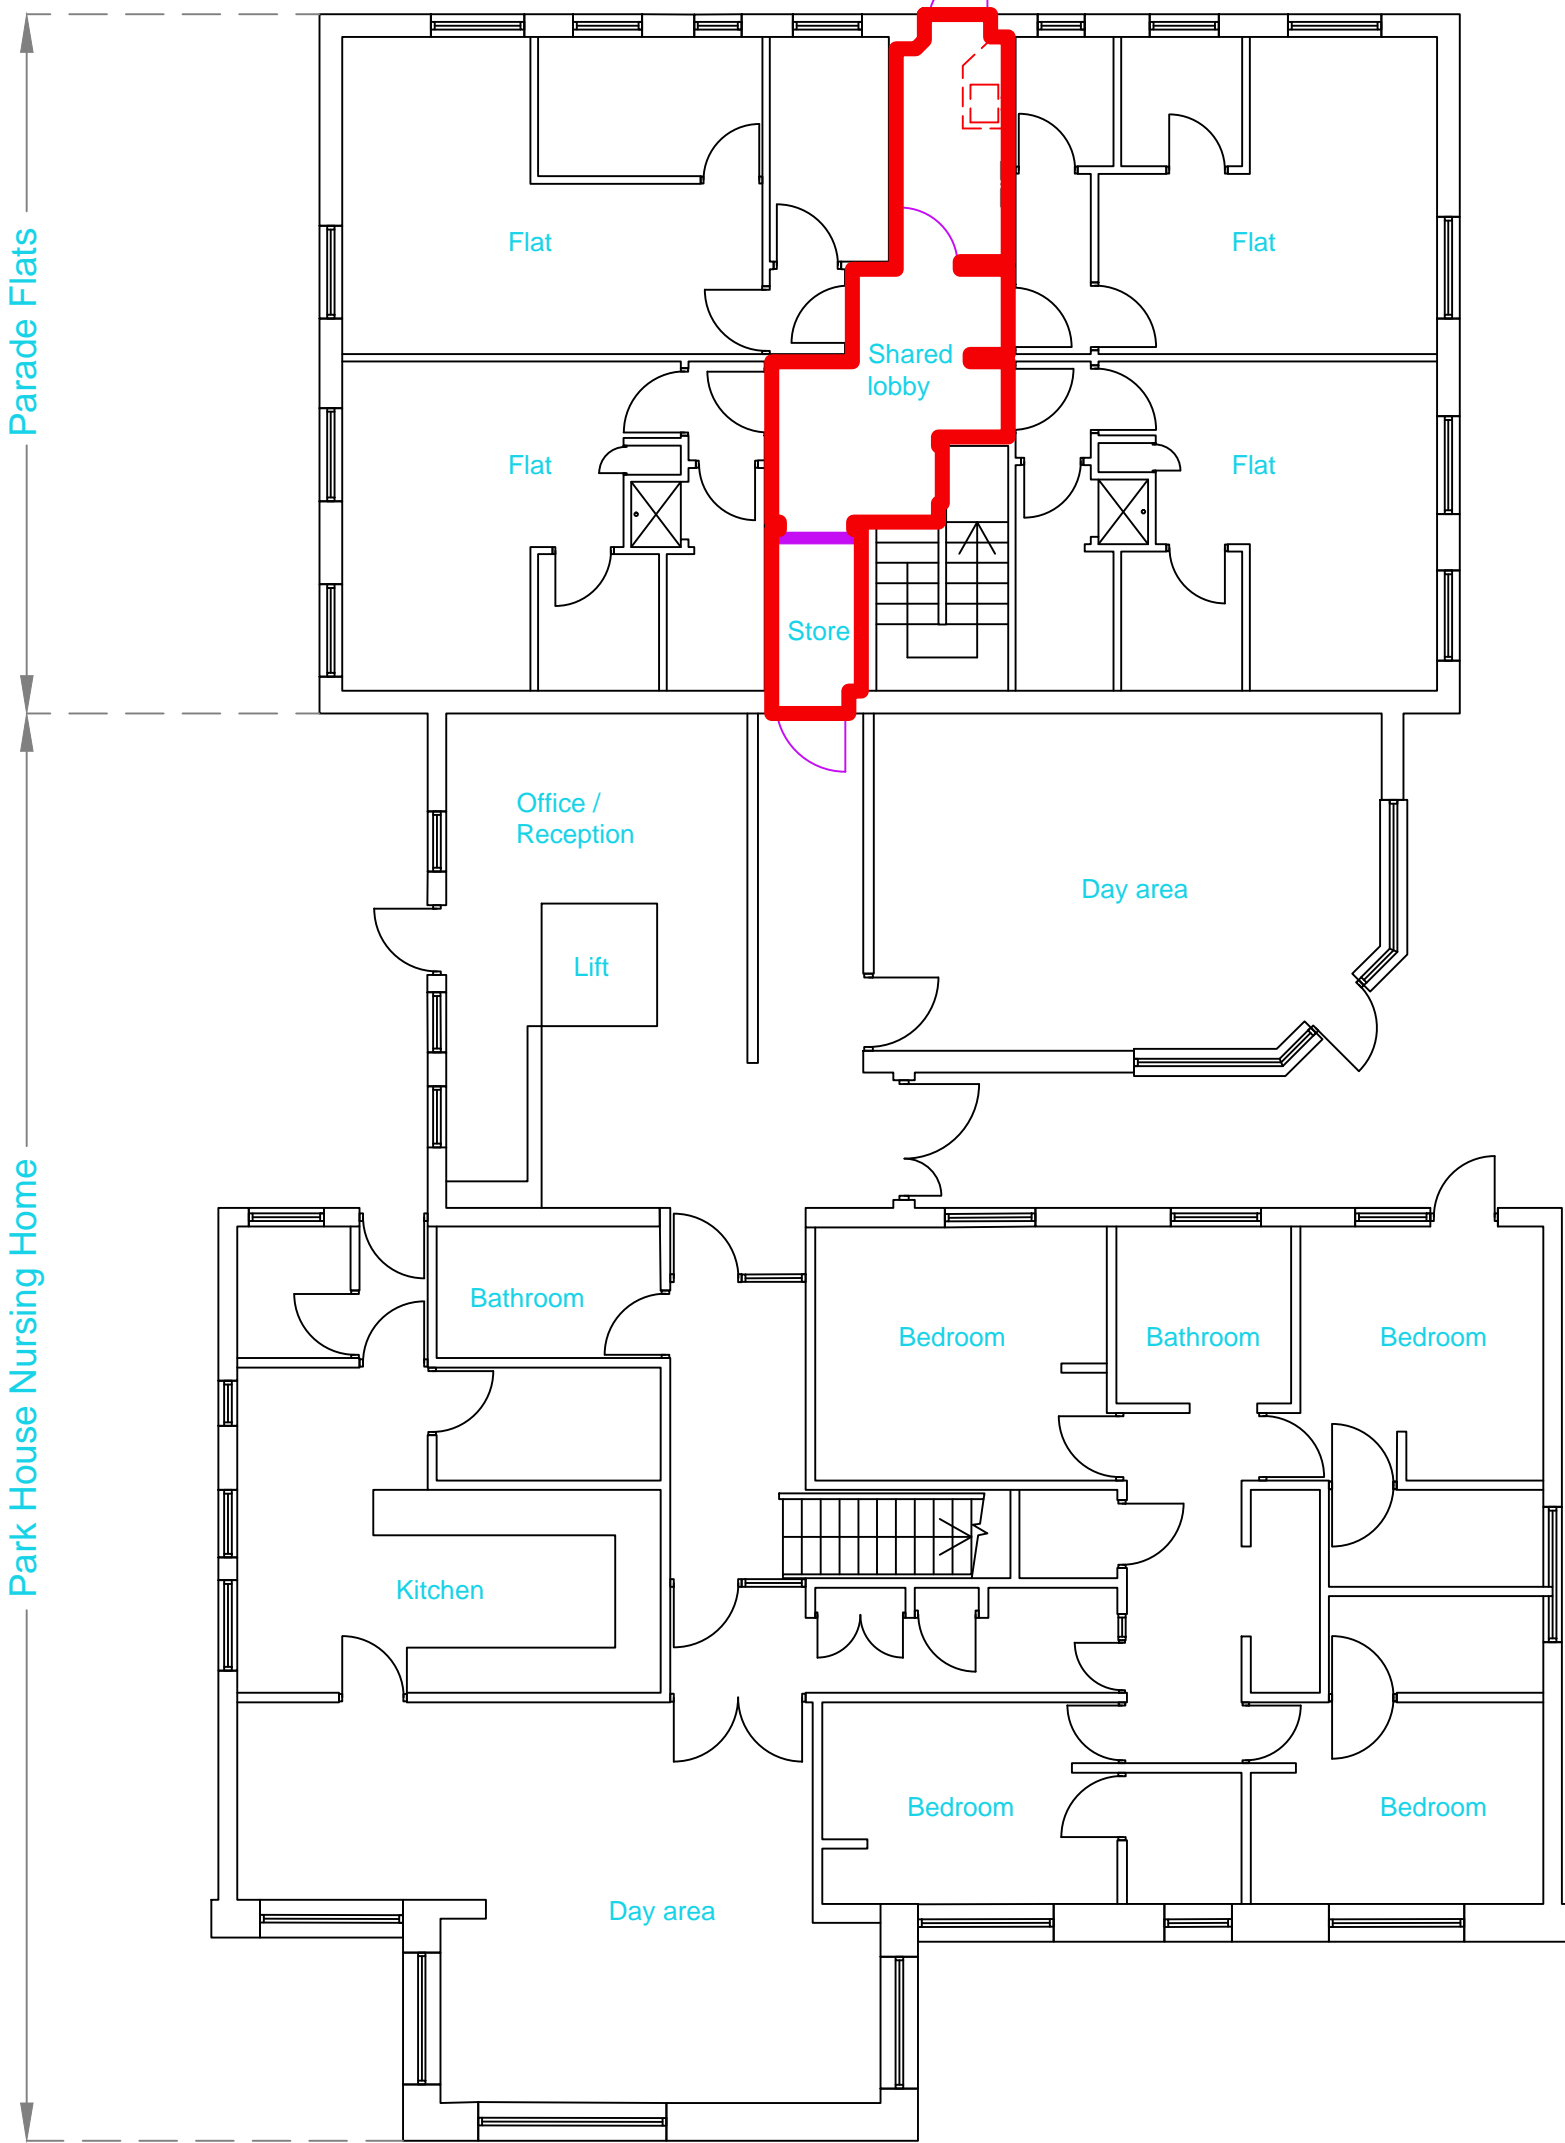 Parade Flats
Flat
Flat
Shared
lobby
Flat
Flat
Store
Park House Nursing Home
Office /
Reception
Day area
Lift
Bathroom
Bedroom
Bathroom
Bedroom
Kitchen
Bedroom
Bedroom
Day area